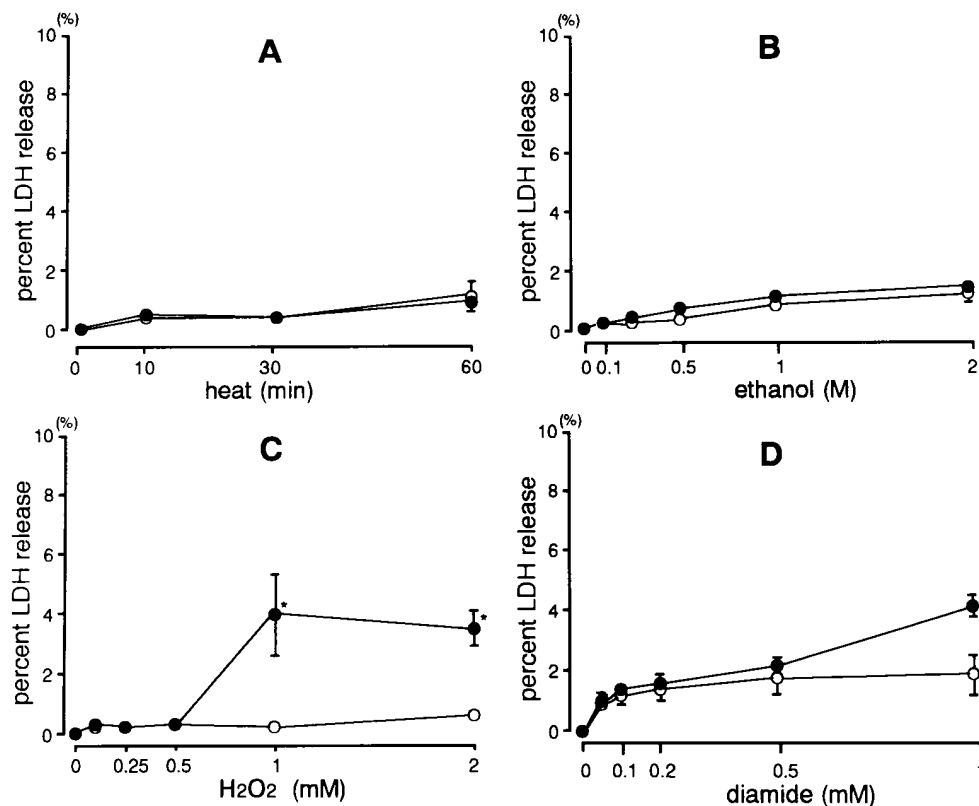 (%)
10
8
6
4
2
0
percent LDH release
A
0 10 30 60
heat (min)
(%)
10
8
6
4
2
0
percent LDH release
B
0 0.1 0.5 1 2
ethanol (M)
(%)
10
8
6
4
2
0
percent LDH release
C
*
*
0 0.25 0.5 1 2
H2O2 (mM)
(%)
10
8
6
4
2
0
percent LDH release
D
0 0.1 0.2 0.5
diamide (mM)